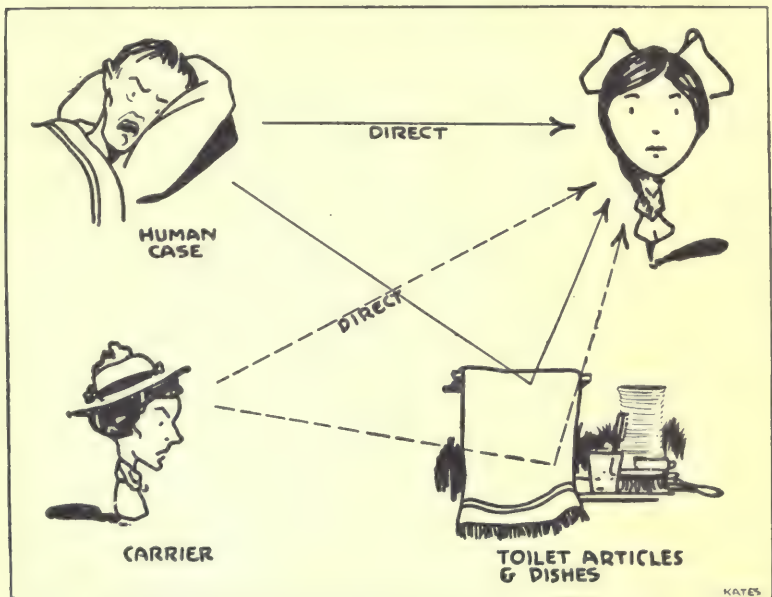 DIRECT
HUMAN
CASE
DIRECT
CARRIER
TOILET ARTICLES
& DISHES
KATES